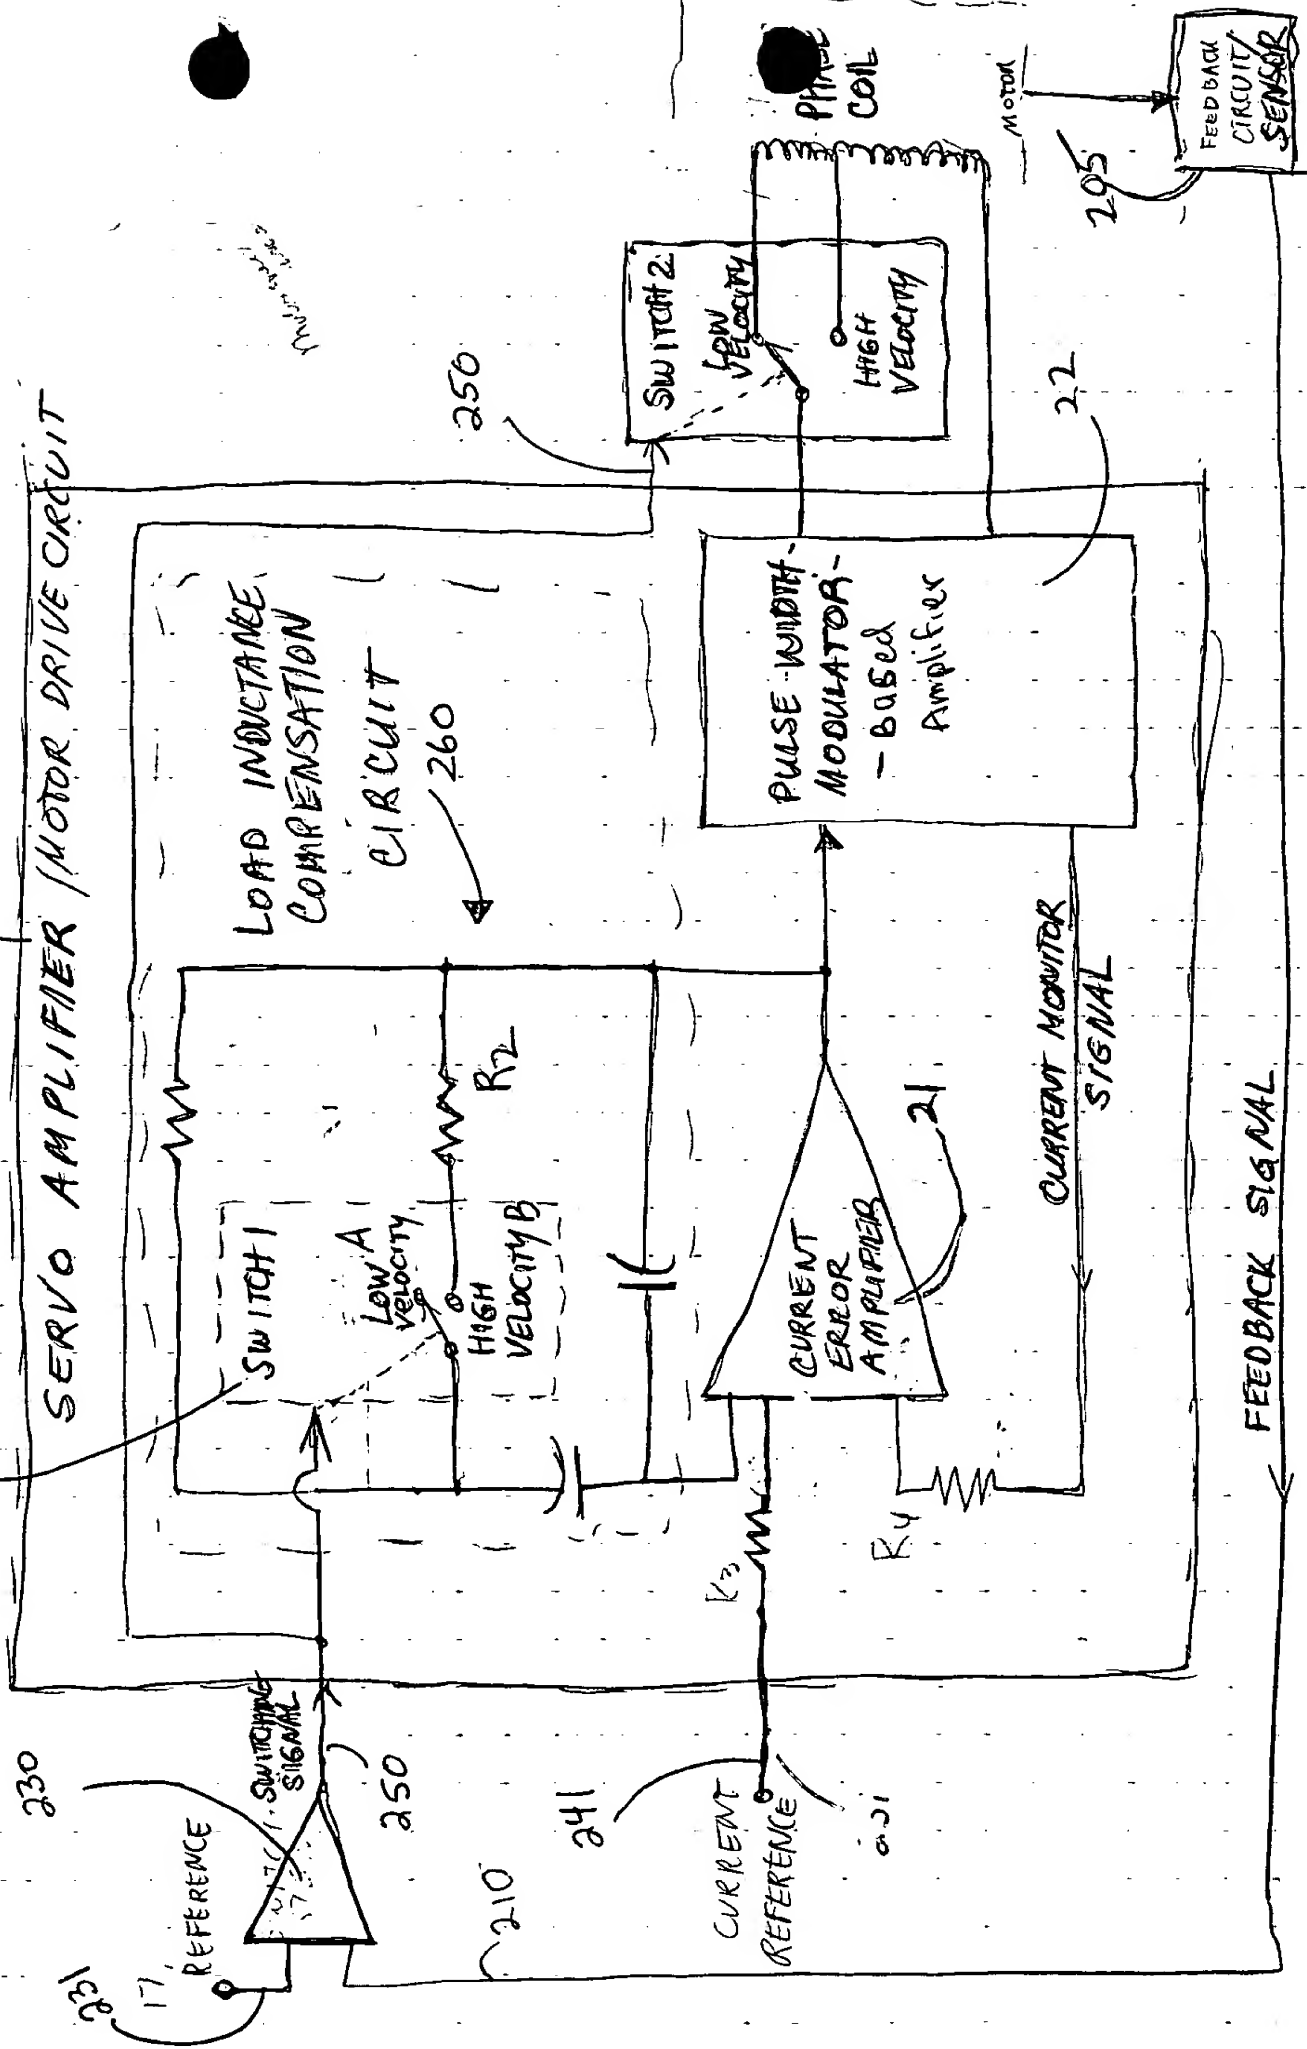 SERVO AMPLIFIER / MOTOR DRIVE CIRCUIT
230
231
17
REFERENCE
SWITCHING
SIGNAL
250
210
SWITCH 1
LOW A
VELOCITY
HIGH
VELOCITY B
R2
LOAD INDUCTANCE
COMPENSATION
CIRCUIT
260
250
SWITCH 2
LOW
VELOCITY
HIGH
VELOCITY
PHASE
COIL
241
CURRENT
REFERENCE
R3
R4
CURRENT
ERROR
AMPLIFIER
21
PULSE-WIDTH-
MODULATOR-
- BASED
Amplifier
22
CURRENT MONITOR
SIGNAL
MOTOR
205
FEEDBACK
CIRCUIT/
SENSOR
FEEDBACK SIGNAL